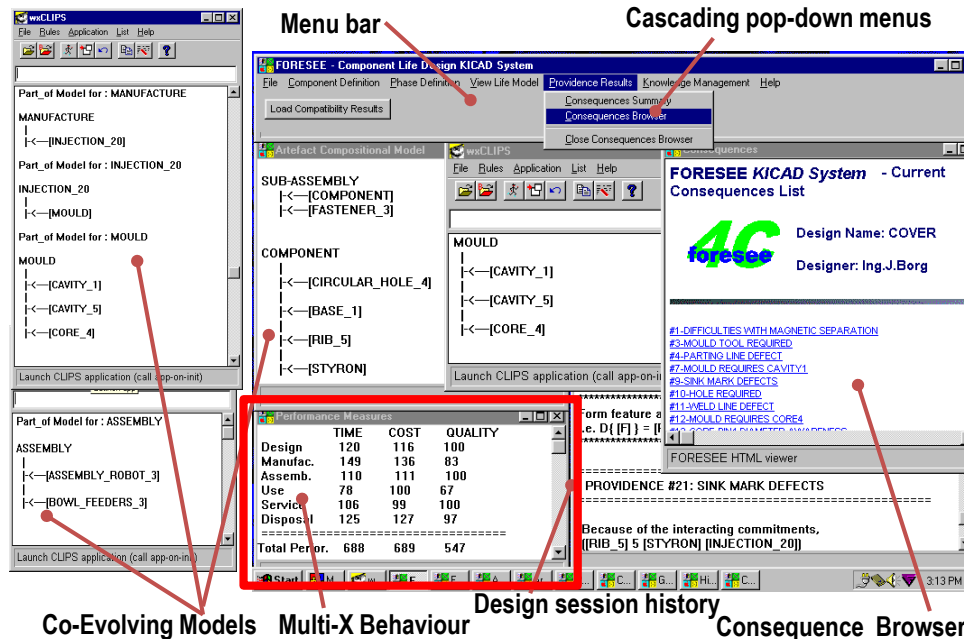 Menu bar
Cascading pop-down menus
wxCLIPS
File Rules Application List Help
Part_of Model for : MANUFACTURE
MANUFACTURE
|-<—[INJECTION_20]
Part_of Model for : INJECTION_20
INJECTION_20
|-<—[MOULD]
Part_of Model for : MOULD
MOULD
|-<—[CAVITY_1]
|-<—[CAVITY_5]
|-<—[CORE_4]
Launch CLIPS application (call app-on-init)
Part_of Model for : ASSEMBLY
ASSEMBLY
|-<—[ASSEMBLY_ROBOT_3]
|-<—[BOWL_FEEDERS_3]
Launch CLIPS application (call app-on-init)
FORESEE - Component Life Design KICAD System
File Component Definition Phase Definition View Life Model Providence Results Knowledge Management Help
Load Compatibility Results
Consequences Summary
Consequences Browser
Close Consequences Browser
Artefact Compositional Model
SUB-ASSEMBLY
|-<—[COMPONENT]
|-<—[FASTENER_3]
COMPONENT
|-<—[CIRCULAR_HOLE_4]
|-<—[BASE_1]
|-<—[RIB_5]
|-<—[STYRON]
wxCLIPS
File Rules Application List Help
MOULD
|-<—[CAVITY_1]
|-<—[CAVITY_5]
|-<—[CORE_4]
Launch CLIPS application (call app-on-i
Consequences
FORESEE KICAD System - Current
Consequences List
4C
foresee
Design Name: COVER
Designer: Ing.J.Borg
#1-DIFFICULTIES WITH MAGNETIC SEPARATION
#3-MOULD TOOL REQUIRED
#4-PARTING LINE DEFECT
#7-MOULD REQUIRES CAVITY1
#9-SINK MARK DEFECTS
#10-HOLE REQUIRED
#11-WELD LINE DEFECT
#12-MOULD REQUIRES CORE4
FORESEE HTML viewer
Performance Measures
TIME COST QUALITY
Design 120 116 100
Manufac. 149 136 83
Assemb. 110 111 100
Use 78 100 67
Service 106 99 100
Disposal 125 127 97
===================================
Total Perfor. 688 689 547
Form feature a
i.e. D{ [F] } = [F
PROVIDENCE #21: SINK MARK DEFECTS
Because of the interacting commitments,
([RIB_5] 5 [STYRON] [INJECTION_20])
Start M w F... F A ar ... C... G... Hi... C... 3:13 PM
Co-Evolving Models
Multi-X Behaviour
Design session history
Consequence Browser